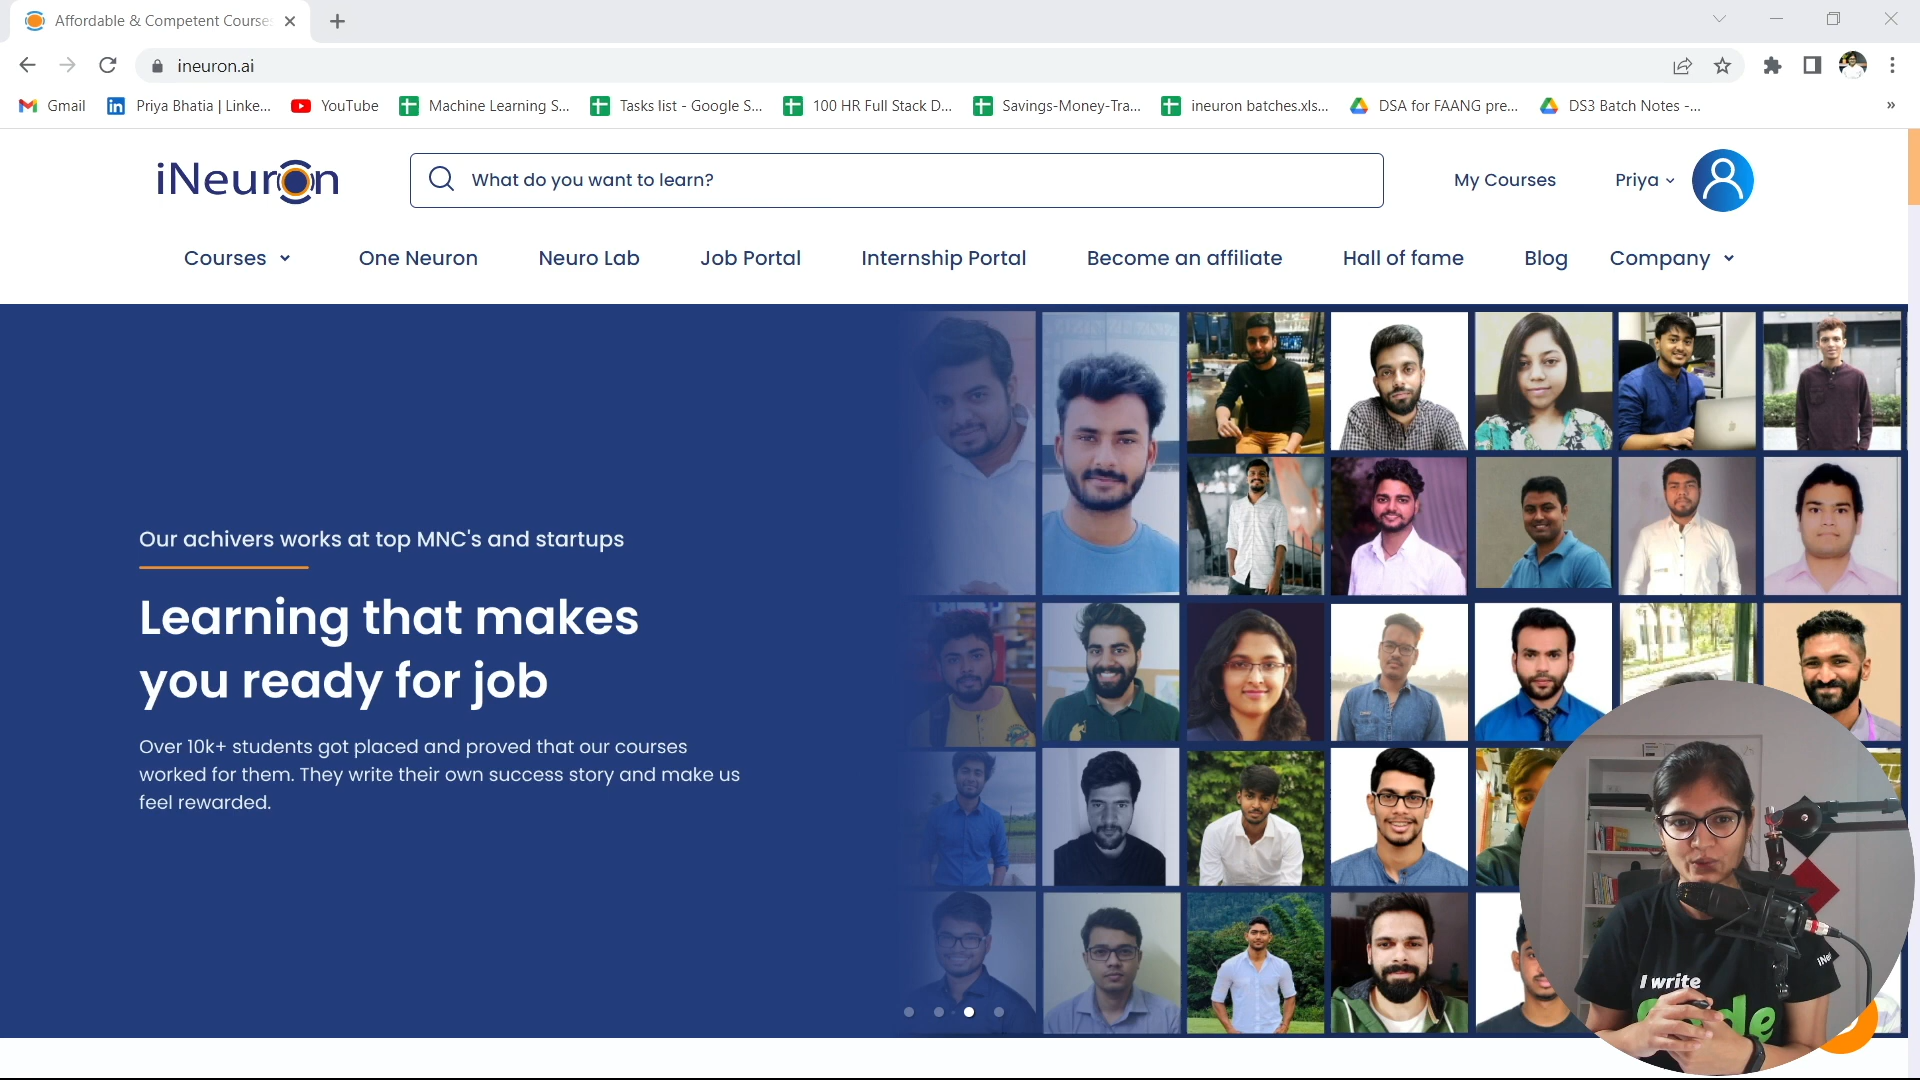 Affordable & Competent Course
ineuron.ai
Gmail
Priya Bhatia | Linke...
YouTube
Machine Learning S...
Tasks list - Google S...
100 HR Full Stack D...
Savings-Money-Tra...
ineuron batches.xls...
DSA for FAANG pre...
DS3 Batch Notes -...
»
iNeuron
What do you want to learn?
My Courses
Priya
Courses
One Neuron
Neuro Lab
Job Portal
Internship Portal
Become an affiliate
Hall of fame
Blog
Company
Our achivers works at top MNC's and startups
Learning that makes
you ready for job
Over 10k+ students got placed and proved that our courses
worked for them. They write their own success story and make us
feel rewarded.
I write